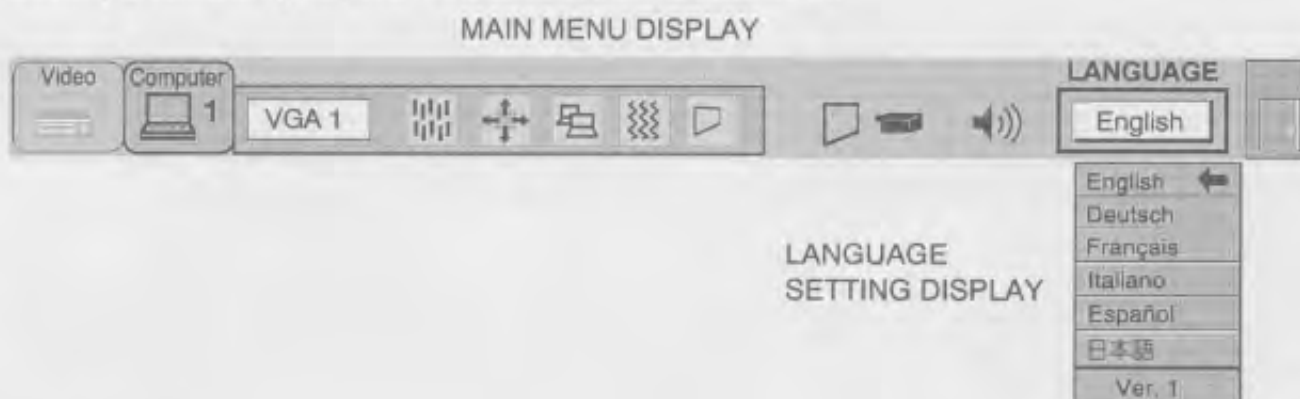 MAIN MENU DISPLAY
Video
Computer
1
VGA 1
LANGUAGE
English
English
Deutsch
Français
Italiano
Español
日本語
Ver. 1
LANGUAGE
SETTING DISPLAY